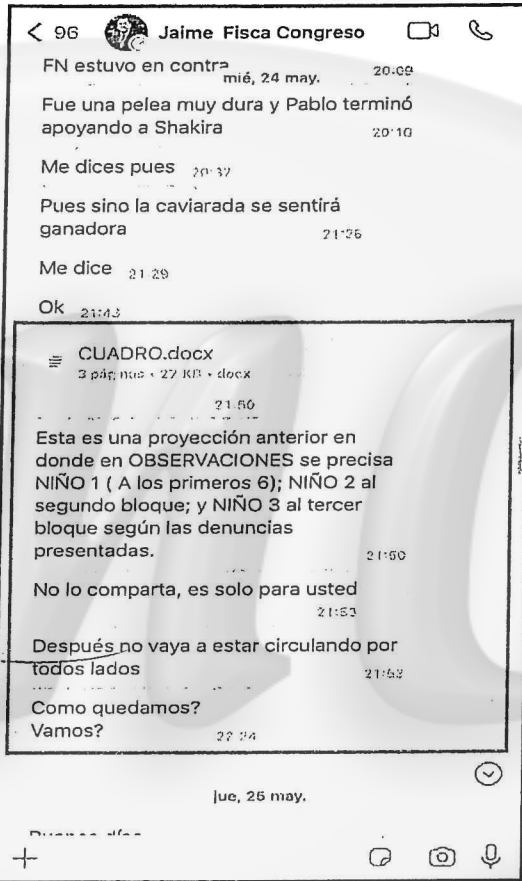 < 96 Jaime Fisca Congreso
FN estuvo en contra
20:09
mié, 24 may.
Fue una pelea muy dura y Pablo terminó
apoyando a Shakira
20:10
Me dices pues 20:37
Pues sino la caviarada se sentirá
ganadora
21:26
Me dice 21:29
Ok 21:43
CUADRO.docx
3 páginas • 27 KB • docx
21:50
Esta es una proyección anterior en
donde en OBSERVACIONES se precisa
NIÑO 1 ( A los primeros 6); NIÑO 2 al
segundo bloque; y NIÑO 3 al tercer
bloque según las denuncias
presentadas.
21:50
No lo comparta, es solo para usted
21:53
Después no vaya a estar circulando por
todos lados
21:53
Como quedamos?
Vamos?
22:24
jue, 25 may.